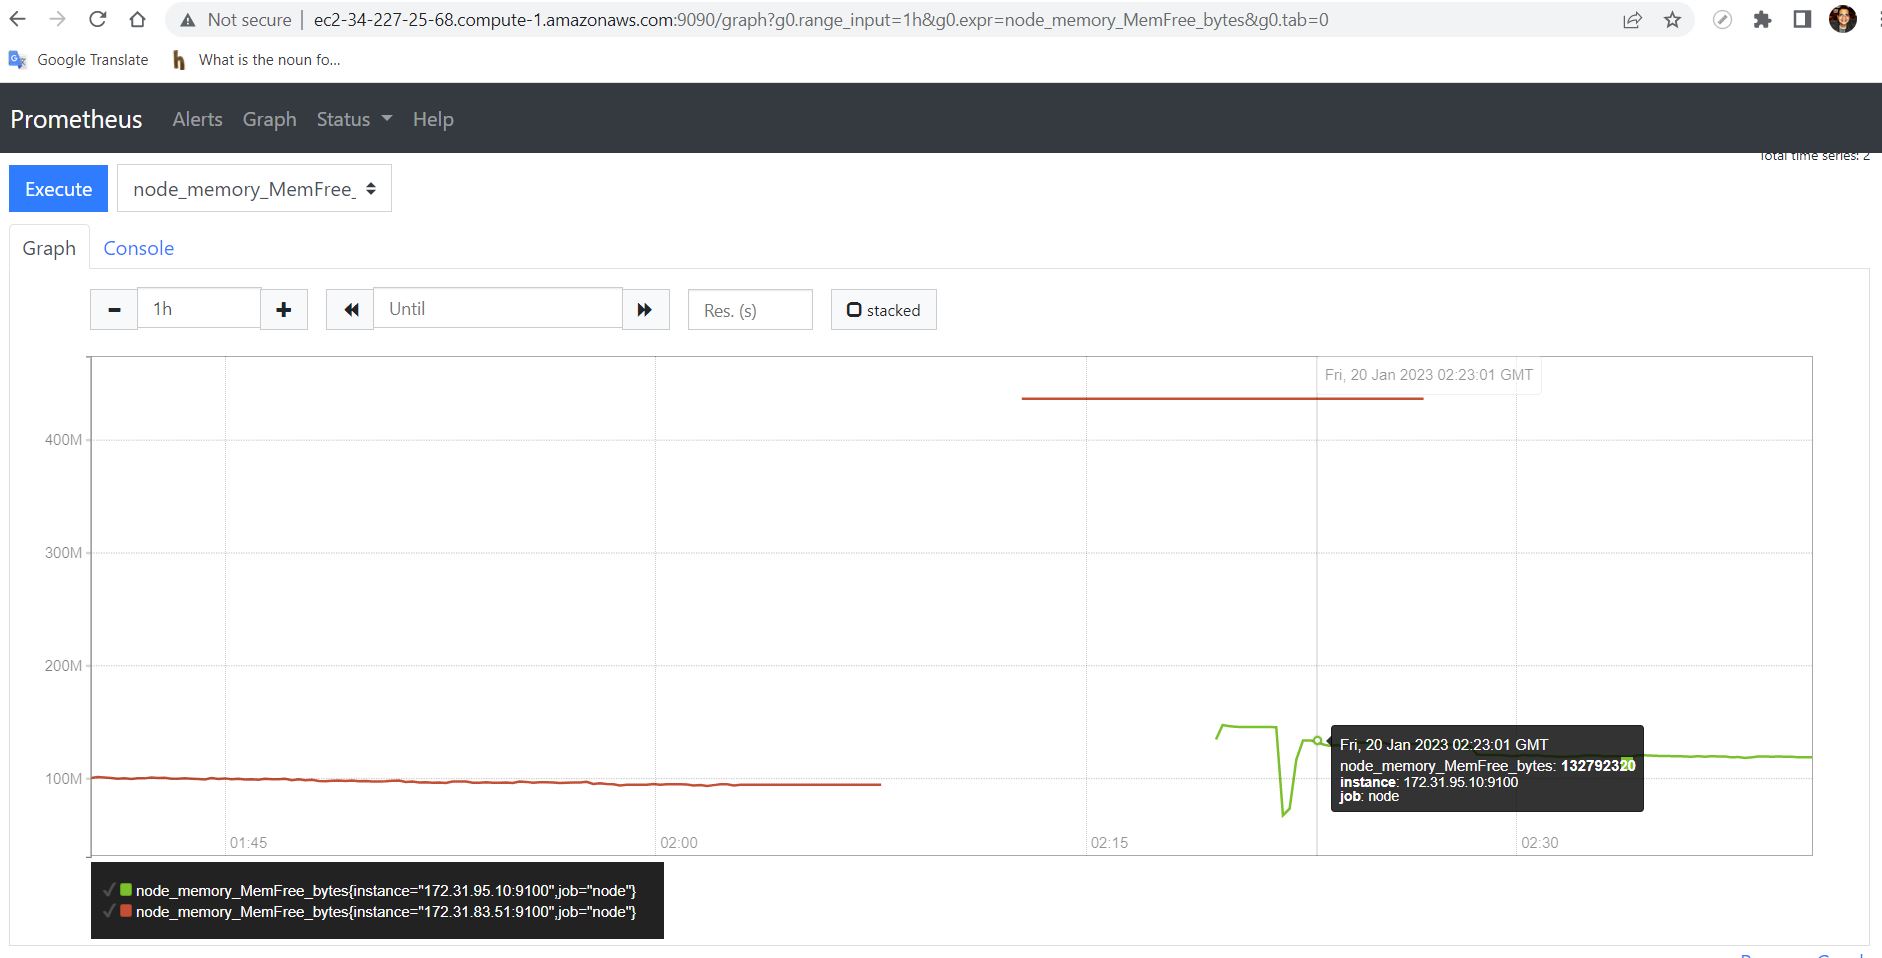 Not secure | ec2-34-227-25-68.compute-1.amazonaws.com:9090/graph?g0.range_input=1h&g0.expr=node_memory_MemFree_bytes&g0.tab=0
Google Translate What is the noun fo...
Prometheus Alerts Graph Status Help
Total time series: 2
Execute node_memory_MemFree_
Graph Console
1h Until Res. (s) stacked
Fri, 20 Jan 2023 02:23:01 GMT
400M
300M
200M
Fri, 20 Jan 2023 02:23:01 GMT
node_memory_MemFree_bytes: 132792320
instance: 172.31.95.10:9100
job: node
100M
01:45 02:00 02:15 02:30
node_memory_MemFree_bytes{instance="172.31.95.10:9100",job="node"}
node_memory_MemFree_bytes{instance="172.31.83.51:9100",job="node"}